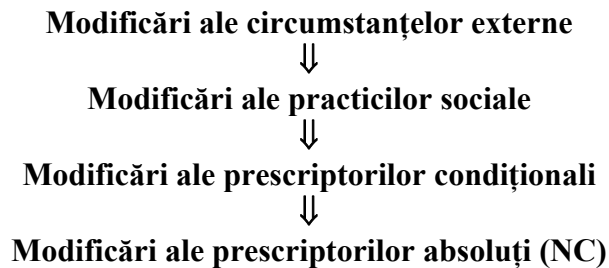 Modificări ale circumstanțelor externe
⇓
Modificări ale practicilor sociale
⇓
Modificări ale prescriptorilor condiționali
⇓
Modificări ale prescriptorilor absoluți (NC)